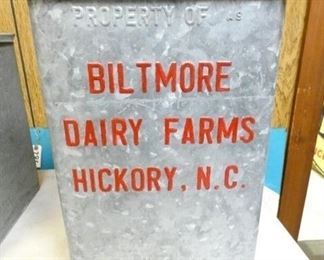 PROPERTY OF
BILTMORE
DAIRY FARMS
HICKORY, N.C.